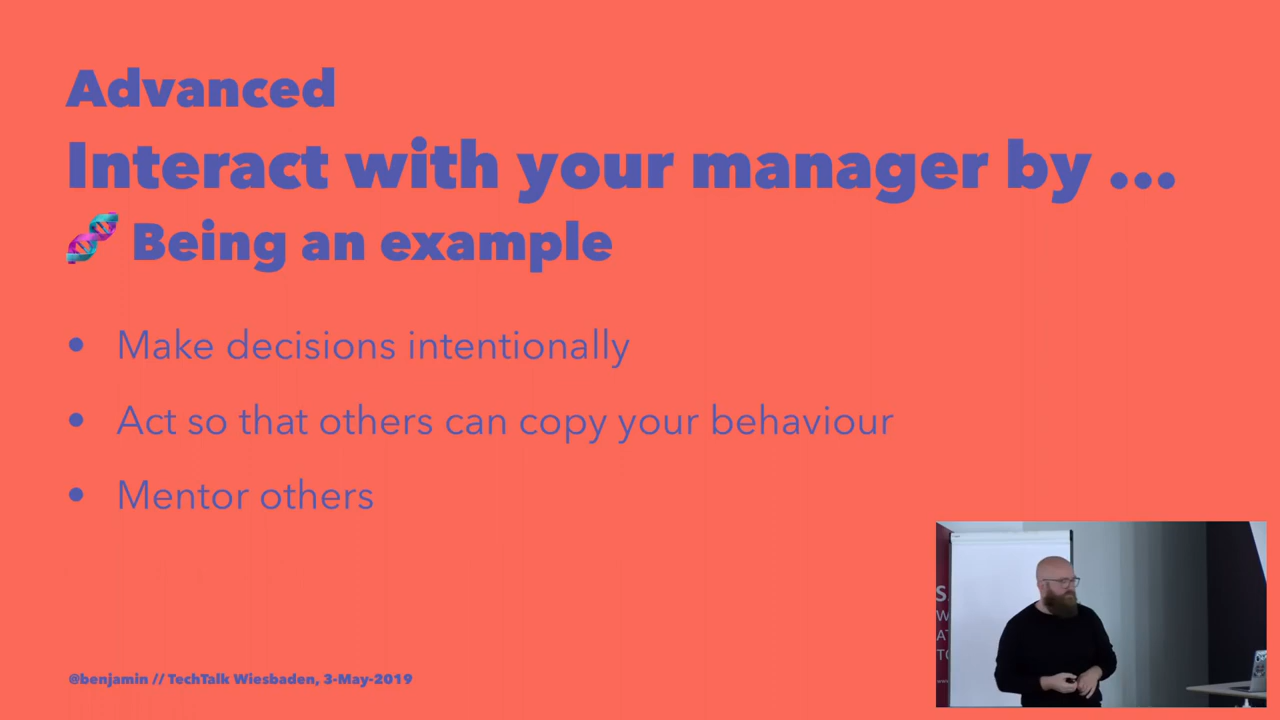 Advanced
Interact with your manager by ...
🧬 Being an example
• Make decisions intentionally
• Act so that others can copy your behaviour
• Mentor others
@benjamin // TechTalk Wiesbaden, 3-May-2019